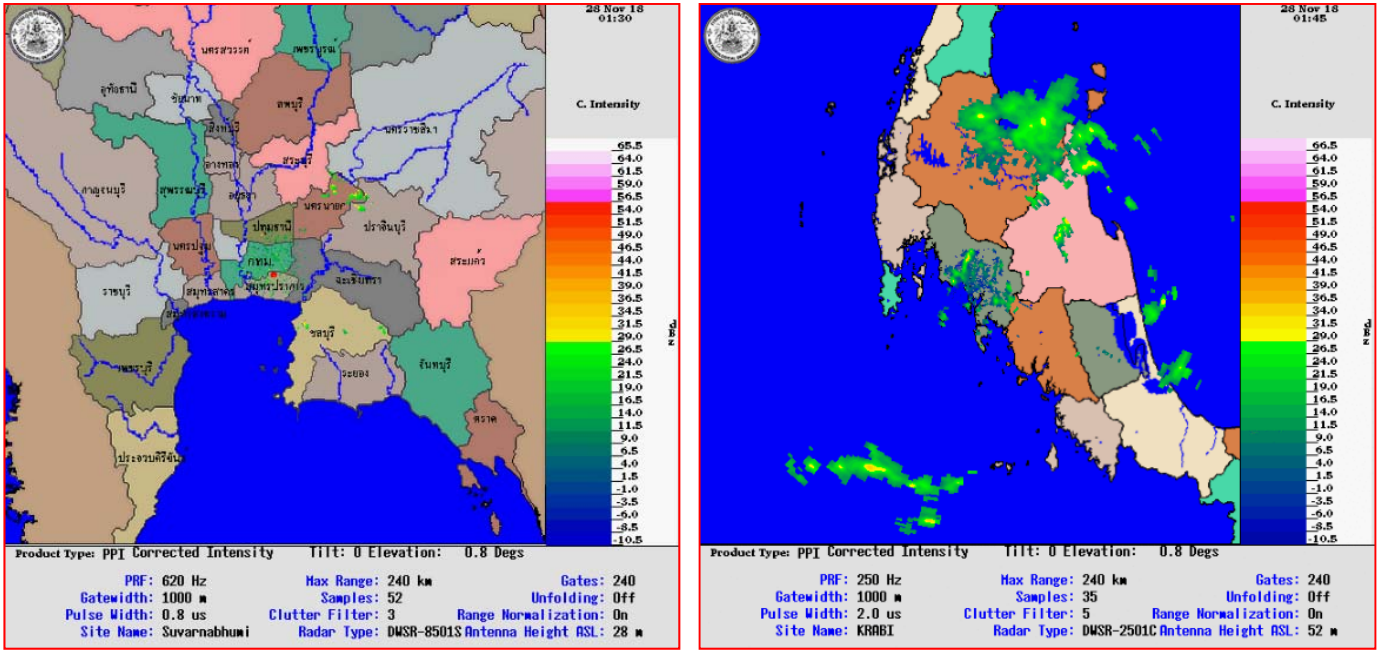 28 Nov 18
01:30
C. Intensity
นครสวรรค์
เพชรบูรณ์
อุทัยธานี
ชัยนาท
ลพบุรี
สิงห์บุรี
นครราชสีมา
สระบุรี
อ่างทอง
กาญจนบุรี
สุพรรณบุรี
อยุธยา
นครนายก
ปทุมธานี
ปราจีนบุรี
นครปฐม
กทม.
สระแก้ว
ราชบุรี
สมุทรสาคร
สมุทรปราการ
ฉะเชิงเทรา
ชลบุรี
เพชรบุรี
ระยอง
จันทบุรี
ตราด
ประจวบคีรีขันธ์
65.5
64.0
61.5
59.0
56.5
54.0
51.5
49.0
46.5
44.0
41.5
39.0
36.5
34.0
31.5
29.0
26.5
24.0
21.5
19.0
16.5
14.0
11.5
9.0
6.5
4.0
1.5
-1.0
-3.5
-6.0
-8.5
-10.5
Product Type: PPI Corrected Intensity Tilt: 0 Elevation: 0.8 Degs
PRF: 620 Hz Max Range: 240 km Gates: 240
Gatewidth: 1000 m Samples: 52 Unfolding: Off
Pulse Width: 0.8 us Clutter Filter: 3 Range Normalization: On
Site Name: Suvarnabhumi Radar Type: DWSR-8501S Antenna Height ASL: 28 m
28 Nov 18
01:45
C. Intensity
66.5
64.0
61.5
59.0
56.5
54.0
51.5
49.0
46.5
44.0
41.5
39.0
36.5
34.0
31.5
29.0
26.5
24.0
21.5
19.0
16.5
14.0
11.5
9.0
6.5
4.0
1.5
-1.0
-3.5
-6.0
-8.5
-10.5
Product Type: PPI Corrected Intensity Tilt: 0 Elevation: 0.8 Degs
PRF: 250 Hz Max Range: 240 km Gates: 240
Gatewidth: 1000 m Samples: 35 Unfolding: Off
Pulse Width: 2.0 us Clutter Filter: 5 Range Normalization: On
Site Name: KRABI Radar Type: DWSR-2501C Antenna Height ASL: 52 m